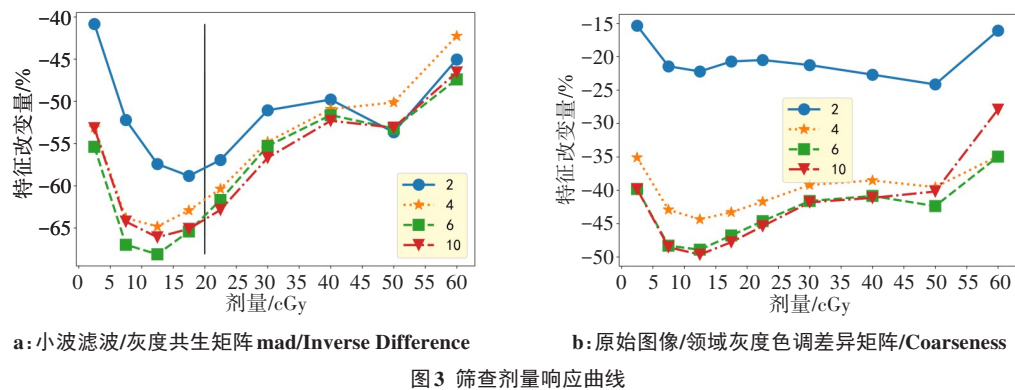 −40
−45
−50
−55
−60
−65
特征改变量/%
0 5 10 15 20 25 30 35 40 45 50 55 60
剂量/cGy
2
4
6
10
a:小波滤波/灰度共生矩阵 mad/Inverse Difference
−15
−20
−25
−30
−35
−40
−45
−50
特征改变量/%
0 5 10 15 20 25 30 35 40 45 50 55 60
剂量/cGy
2
4
6
10
b:原始图像/领域灰度色调差异矩阵/Coarseness
图3 筛查剂量响应曲线